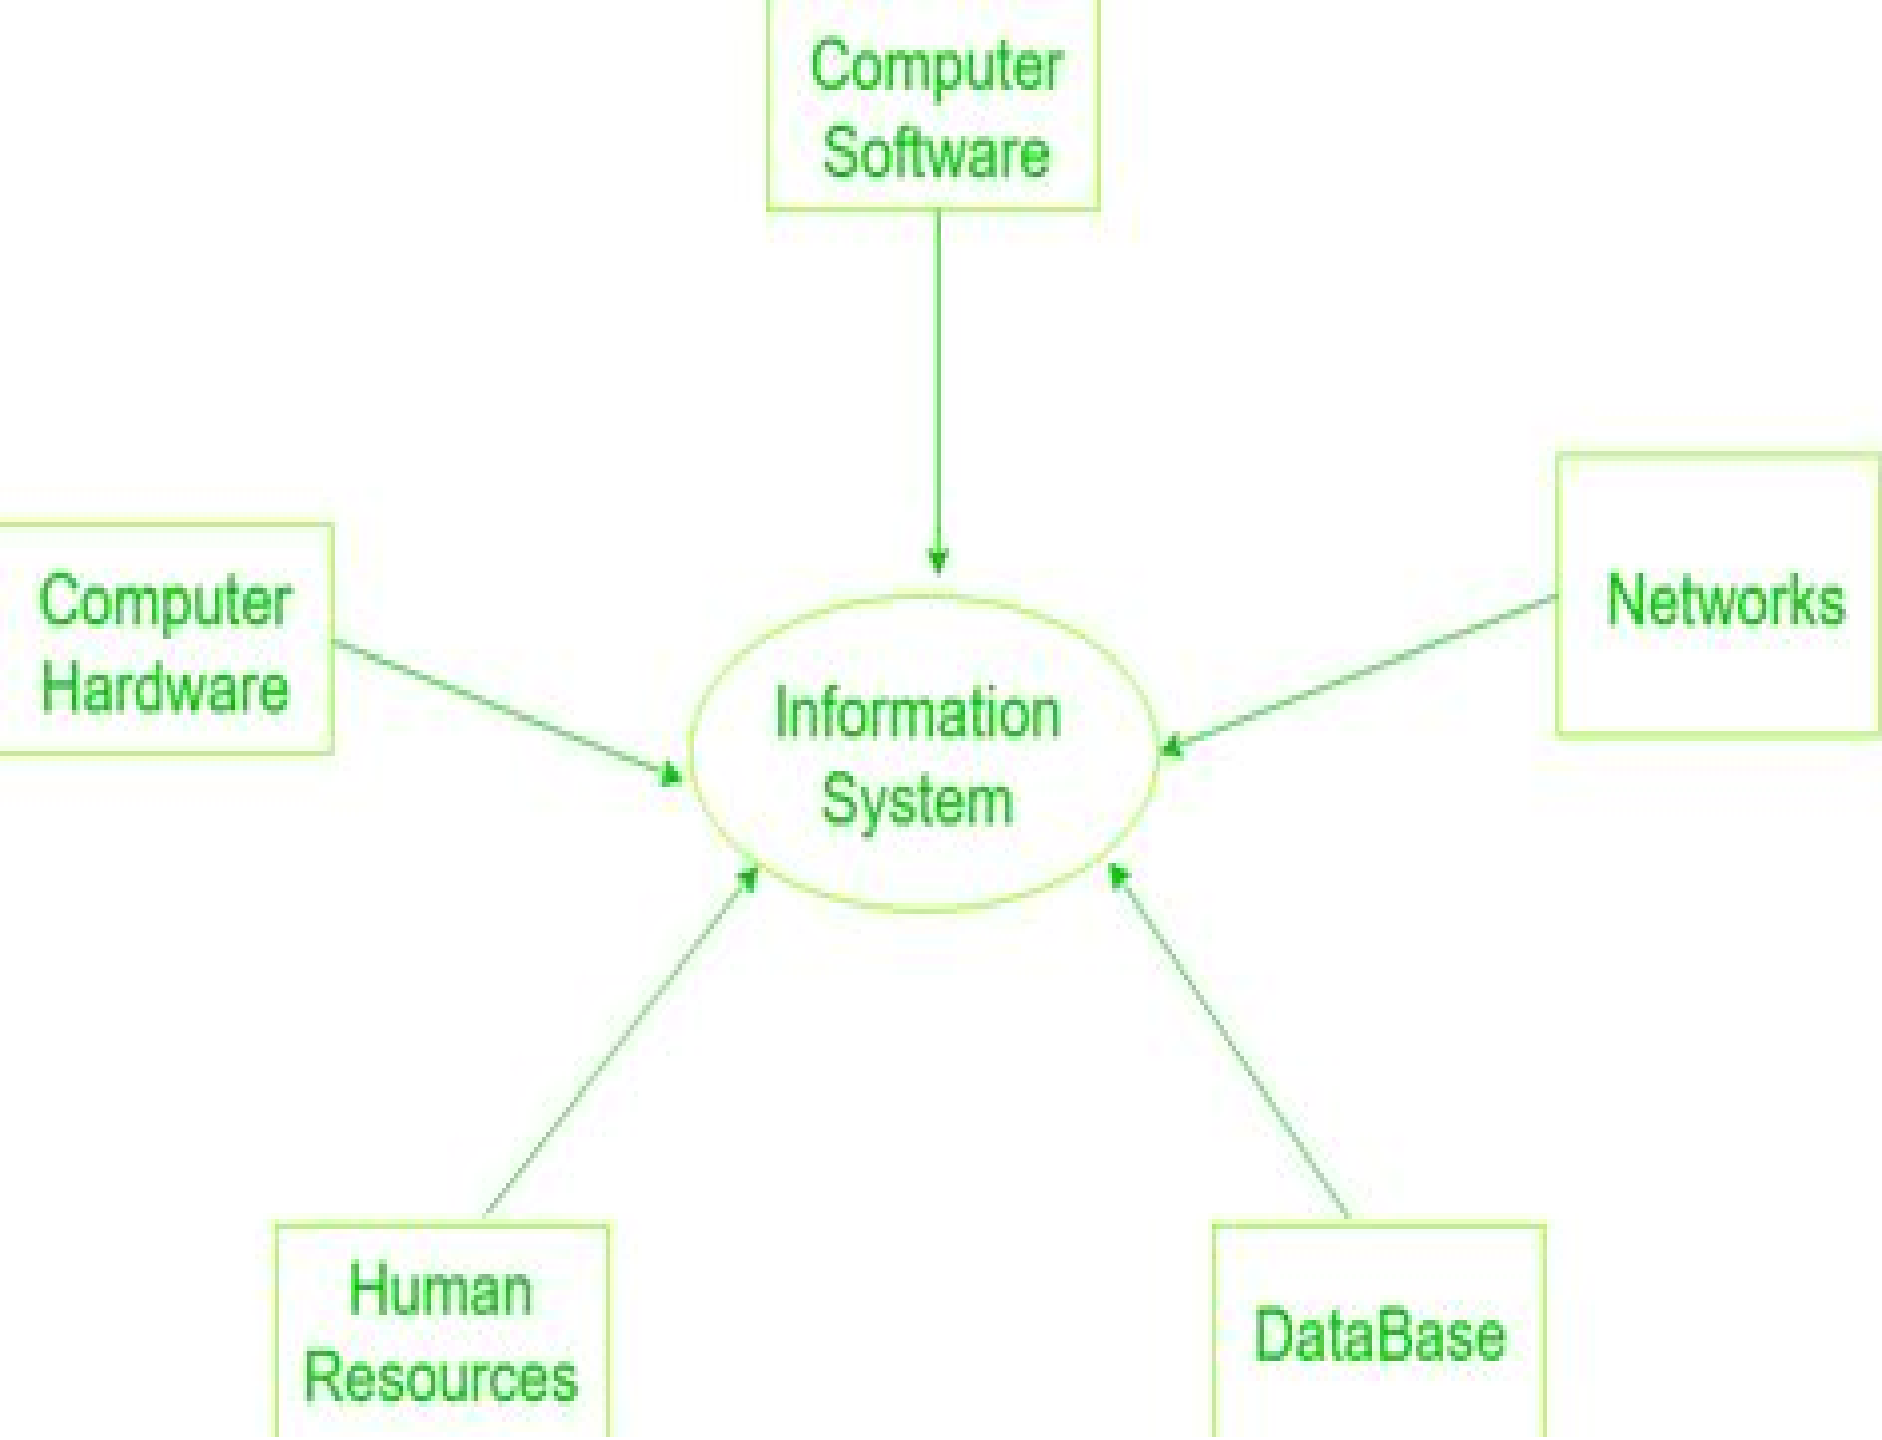 Computer
Software
Networks
Computer
Hardware
Information
System
Human
Resources
DataBase